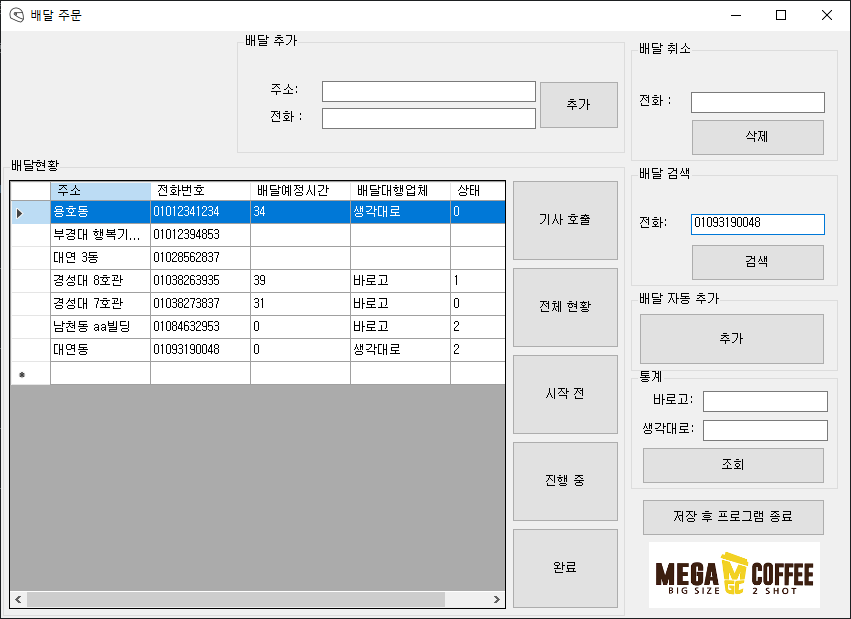 배달 주문
배달 추가
주소:
전화 :
추가
배달 취소
전화 :
삭제
배달현황
주소 전화번호 배달예정시간 배달대행업체 상태
용호동 01012341234 34 생각대로 0
부경대 행복기... 01012394853
대연 3동 01028562837
경성대 8호관 01038263935 39 바로고 1
경성대 7호관 01038273837 31 바로고 0
남천동 aa빌딩 01084632953 0 바로고 2
대연동 01093190048 0 생각대로 2
기사 호출
전체 현황
시작 전
진행 중
완료
배달 검색
전화: 01093190048
검색
배달 자동 추가
추가
통계
바로고:
생각대로:
조회
저장 후 프로그램 종료
MEGA MGC COFFEE
BIG SIZE 2 SHOT